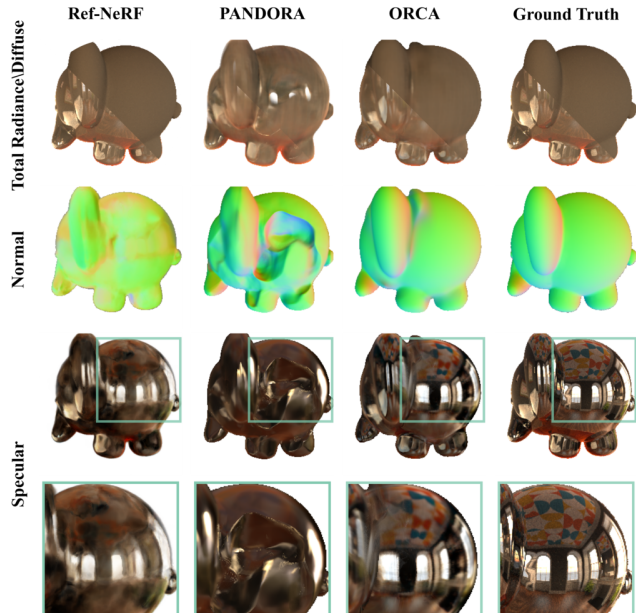 Ref-NeRF PANDORA ORCA Ground Truth
Total Radiance\Diffuse
Normal
Specular